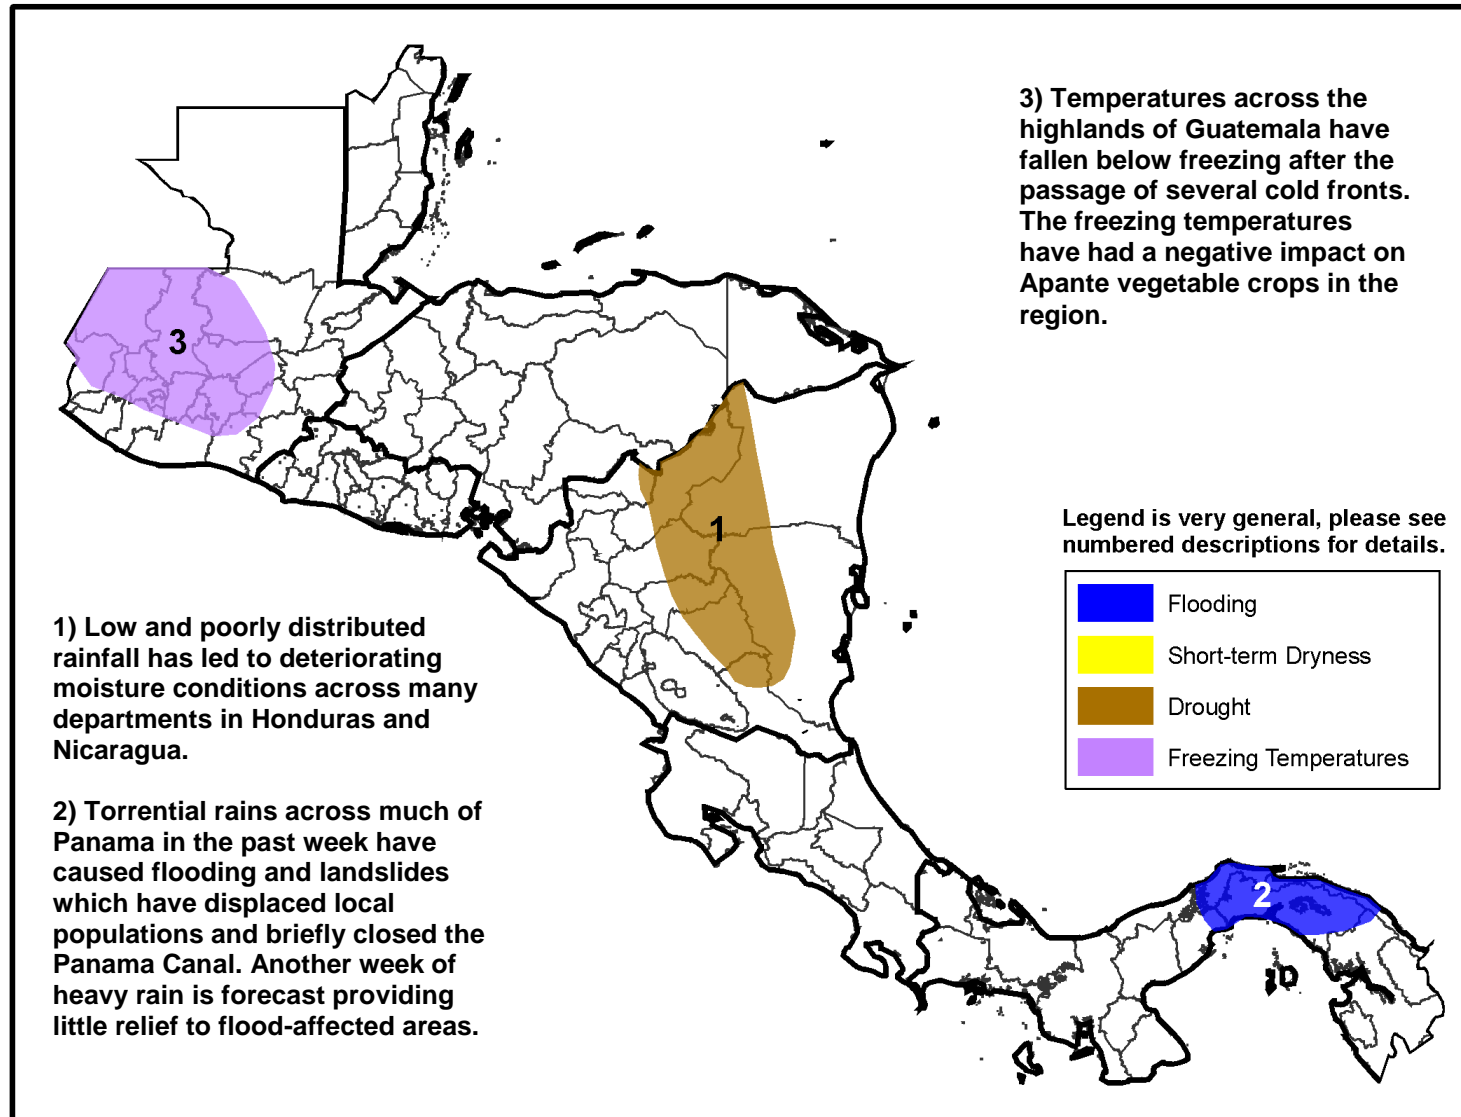 3) Temperatures across the
highlands of Guatemala have
fallen below freezing after the
passage of several cold fronts.
The freezing temperatures
have had a negative impact on
Apante vegetable crops in the
region.
3
1
Legend is very general, please see
numbered descriptions for details.
Flooding
Short-term Dryness
Drought
Freezing Temperatures
1) Low and poorly distributed
rainfall has led to deteriorating
moisture conditions across many
departments in Honduras and
Nicaragua.
2) Torrential rains across much of
Panama in the past week have
caused flooding and landslides
which have displaced local
populations and briefly closed the
Panama Canal. Another week of
heavy rain is forecast providing
little relief to flood-affected areas.
2